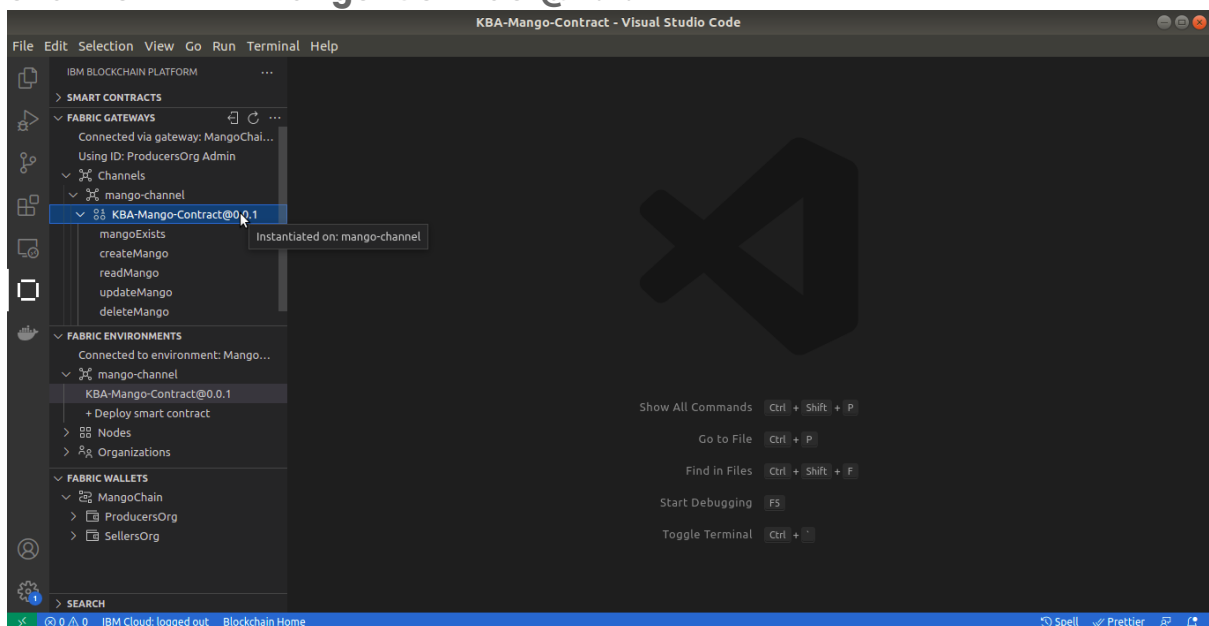 KBA-Mango-Contract - Visual Studio Code
File Edit Selection View Go Run Terminal Help
IBM BLOCKCHAIN PLATFORM
SMART CONTRACTS
FABRIC GATEWAYS
Connected via gateway: MangoChai...
Using ID: ProducersOrg Admin
Channels
mango-channel
KBA-Mango-Contract@0.0.1
Instantiated on: mango-channel
mangoExists
createMango
readMango
updateMango
deleteMango
FABRIC ENVIRONMENTS
Connected to environment: Mango...
mango-channel
KBA-Mango-Contract@0.0.1
+ Deploy smart contract
Nodes
Organizations
FABRIC WALLETS
MangoChain
ProducersOrg
SellersOrg
SEARCH
Show All Commands Ctrl + Shift + P
Go to File Ctrl + P
Find in Files Ctrl + Shift + F
Start Debugging F5
Toggle Terminal Ctrl + `
1
0 0 IBM Cloud: logged out Blockchain Home Spell Prettier